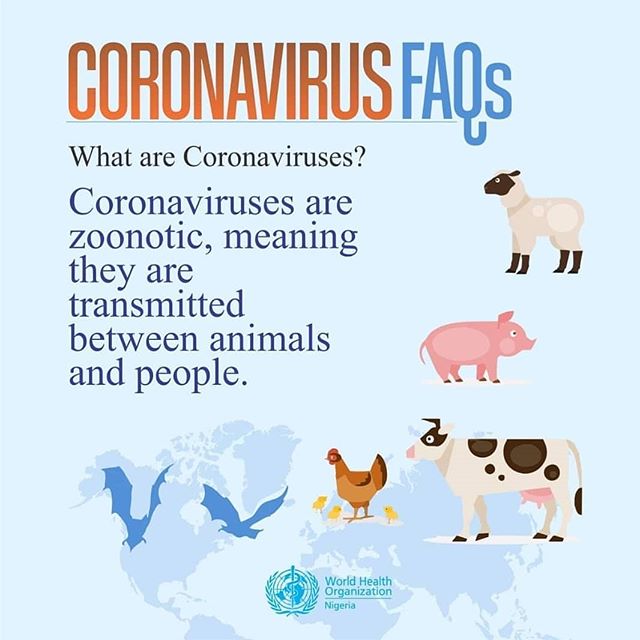 CORONAVIRUS FAQs
What are Coronaviruses?
Coronaviruses are
zoonotic, meaning
they are
transmitted
between animals
and people.
World Health
Organization
Nigeria